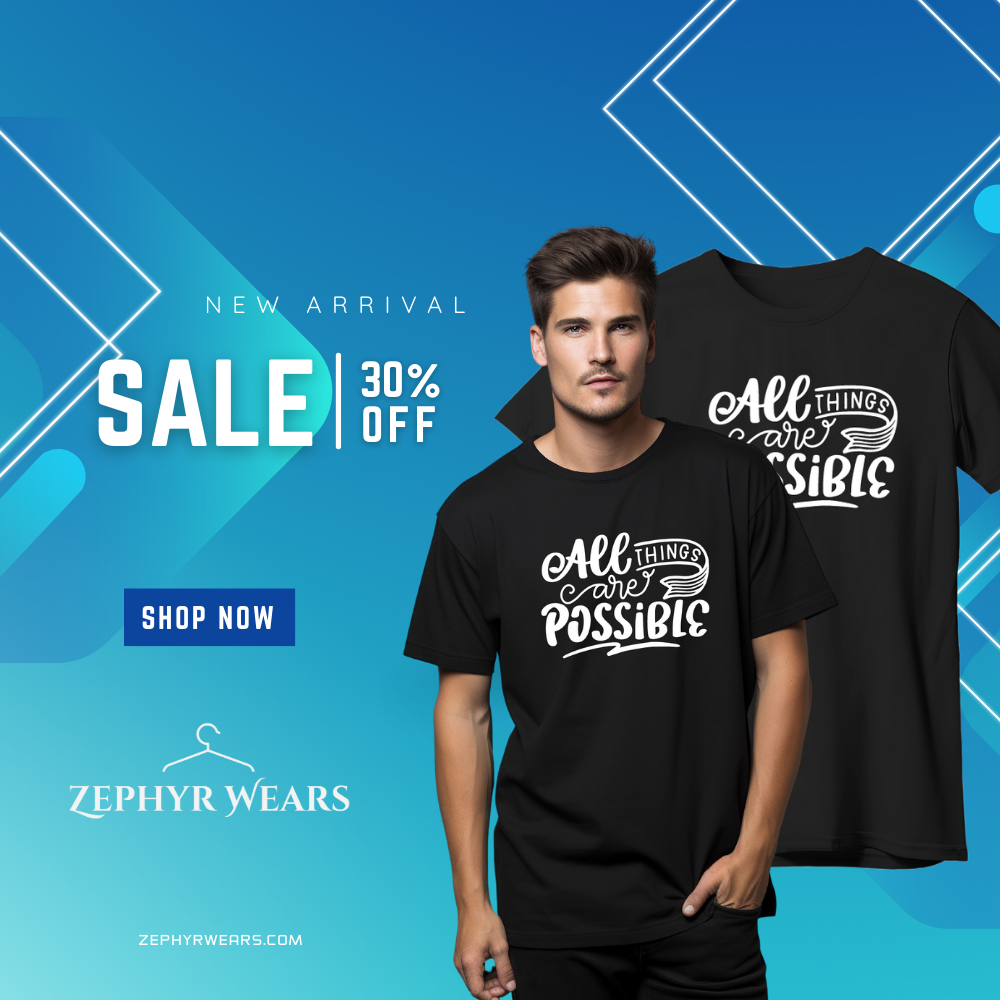 NEW ARRIVAL
SALE
30%
OFF
SHOP NOW
ZEPHYR WEARS
ZEPHYRWEARS.COM
All THINGS
are
POSSiBLE
All THINGS
are
SSiBLE